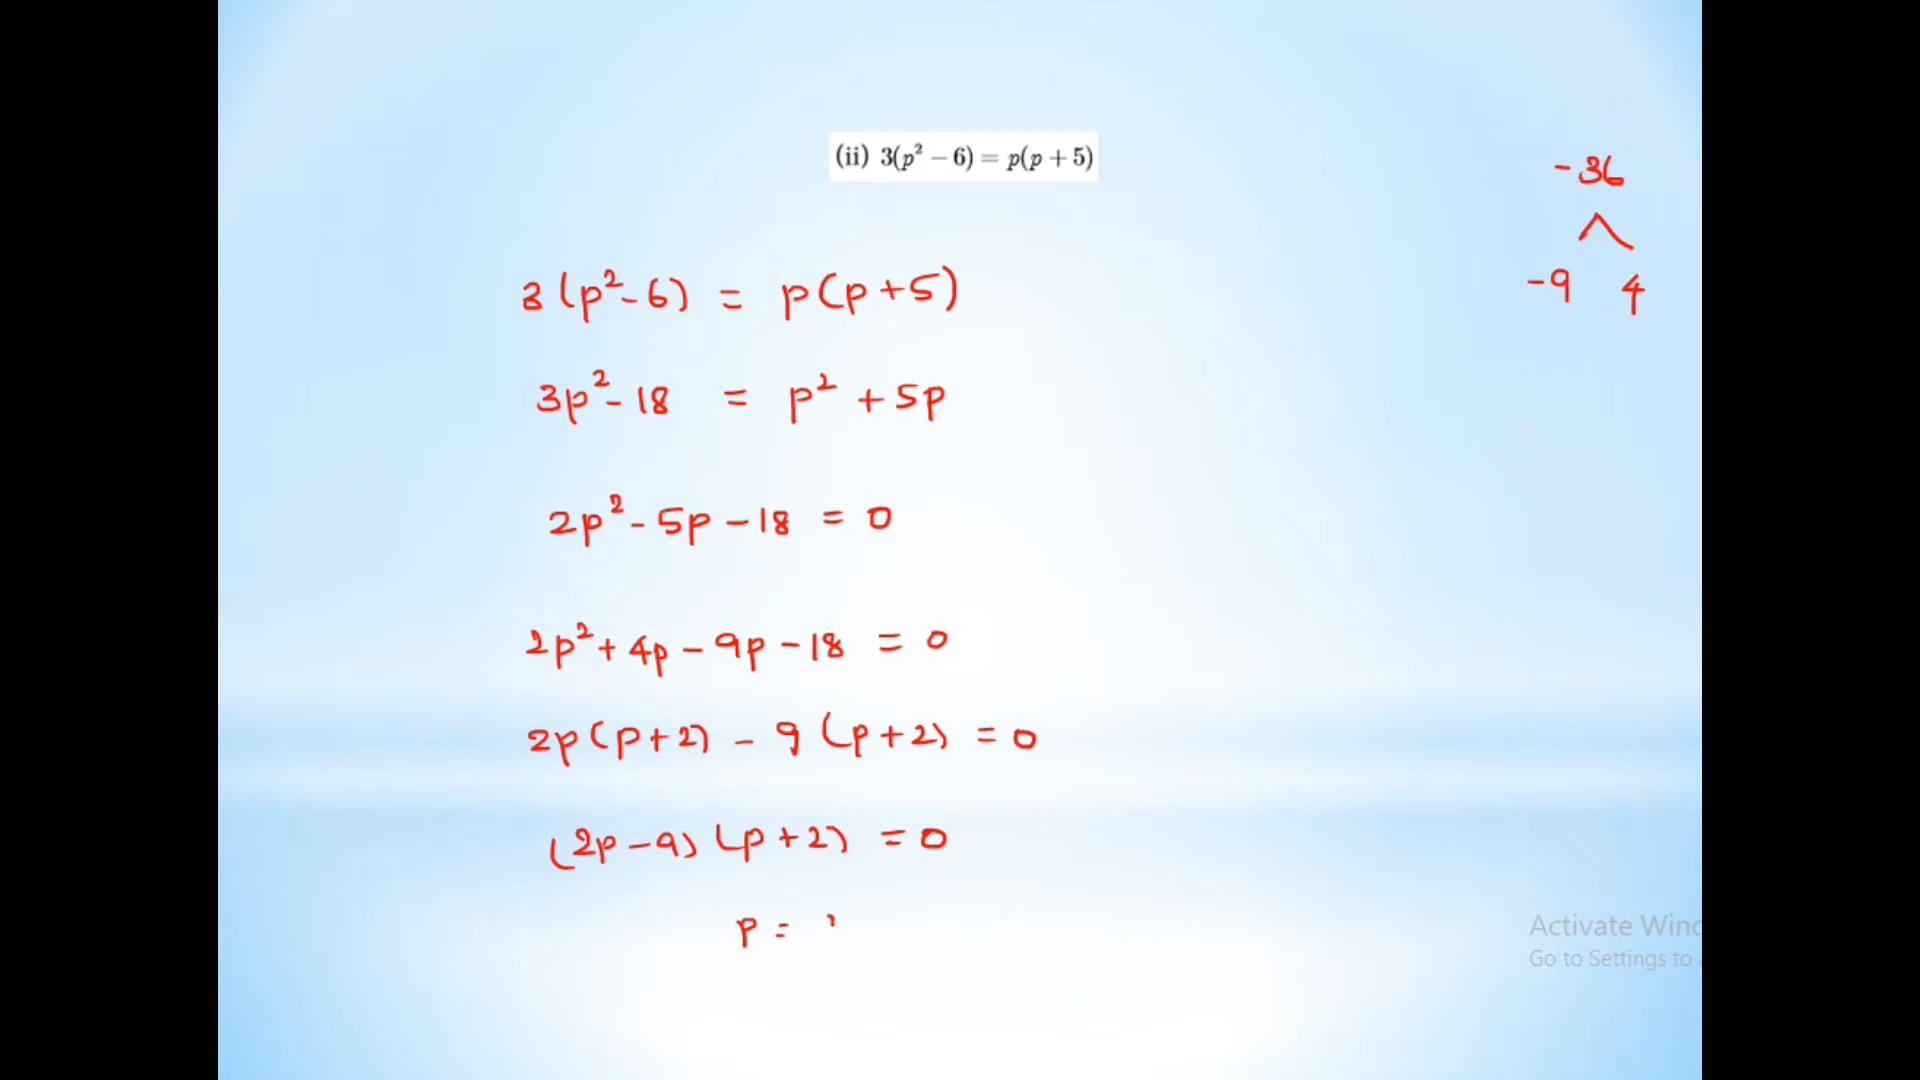 (ii) 3(p² − 6) = p(p + 5)
-36
-9 4
3(p²-6) = p(p+5)
3p²-18 = p² +5p
2p²-5p-18 = 0
2p²+4p-9p-18 = 0
2p(p+2) - 9(p+2) = 0
(2p-9)(p+2) = 0
p =
Activate Winc
Go to Settings to